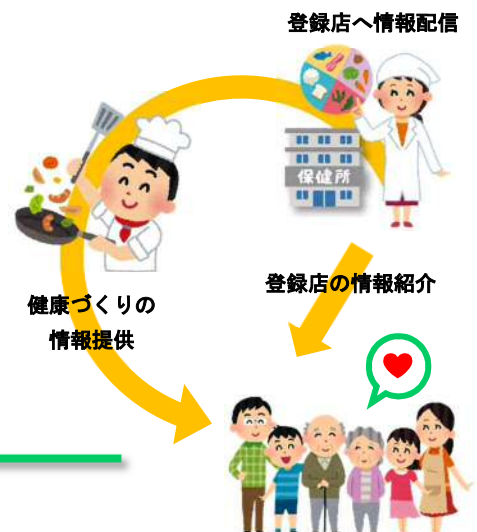 登録店へ情報配信
保健所
登録店の情報紹介
健康づくりの
情報提供